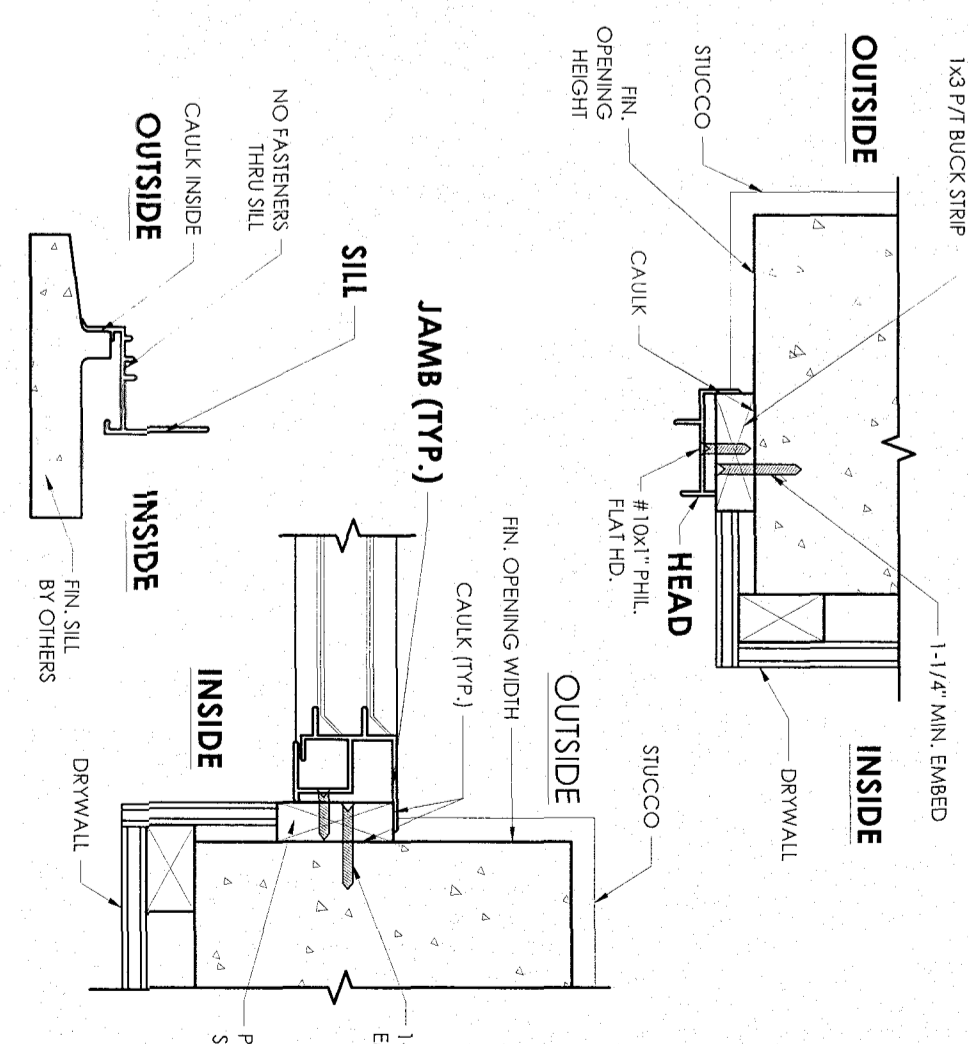 1x3 P/T BUCK STRIP
OUTSIDE
STUCCO
FIN.
OPENING
HEIGHT
CAULK
1-1/4" MIN. EMBED
INSIDE
DRYWALL
#10x1" PHIL.
FLAT HD.
HEAD
NO FASTENERS
THRU SILL
CAULK INSIDE
OUTSIDE
SILL
INSIDE
FIN. SILL
BY OTHERS
JAMB (TYP.)
CAULK (TYP.)
FIN. OPENING WIDTH
OUTSIDE
STUCCO
INSIDE
DRYWALL
1
E
P
S